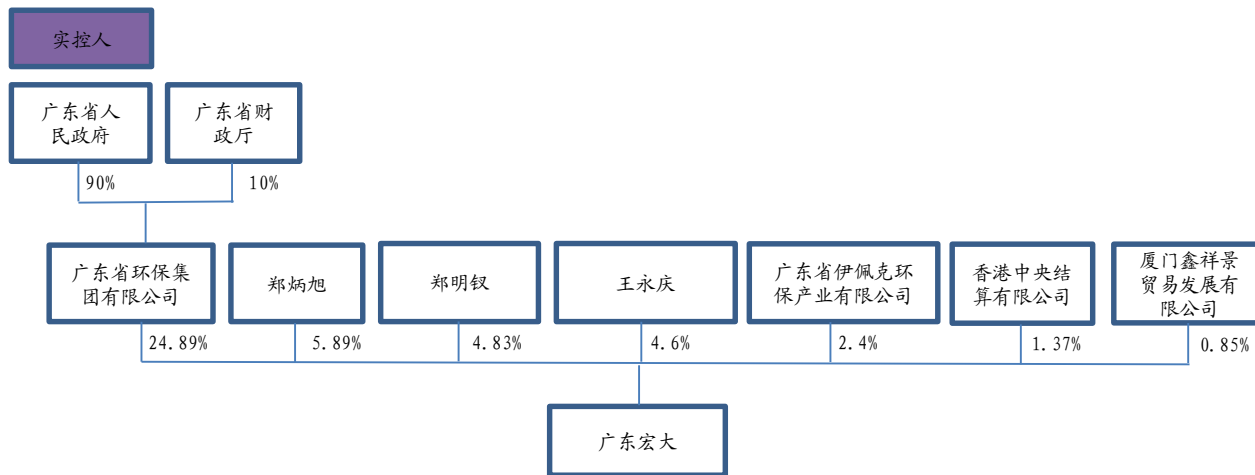 实控人
广东省人
民政府
广东省财
政厅
90%
10%
广东省环保集
团有限公司
郑炳旭
郑明钗
王永庆
广东省伊佩克环
保产业有限公司
香港中央结
算有限公司
厦门鑫祥景
贸易发展有
限公司
24.89%
5.89%
4.83%
4.6%
2.4%
1.37%
0.85%
广东宏大